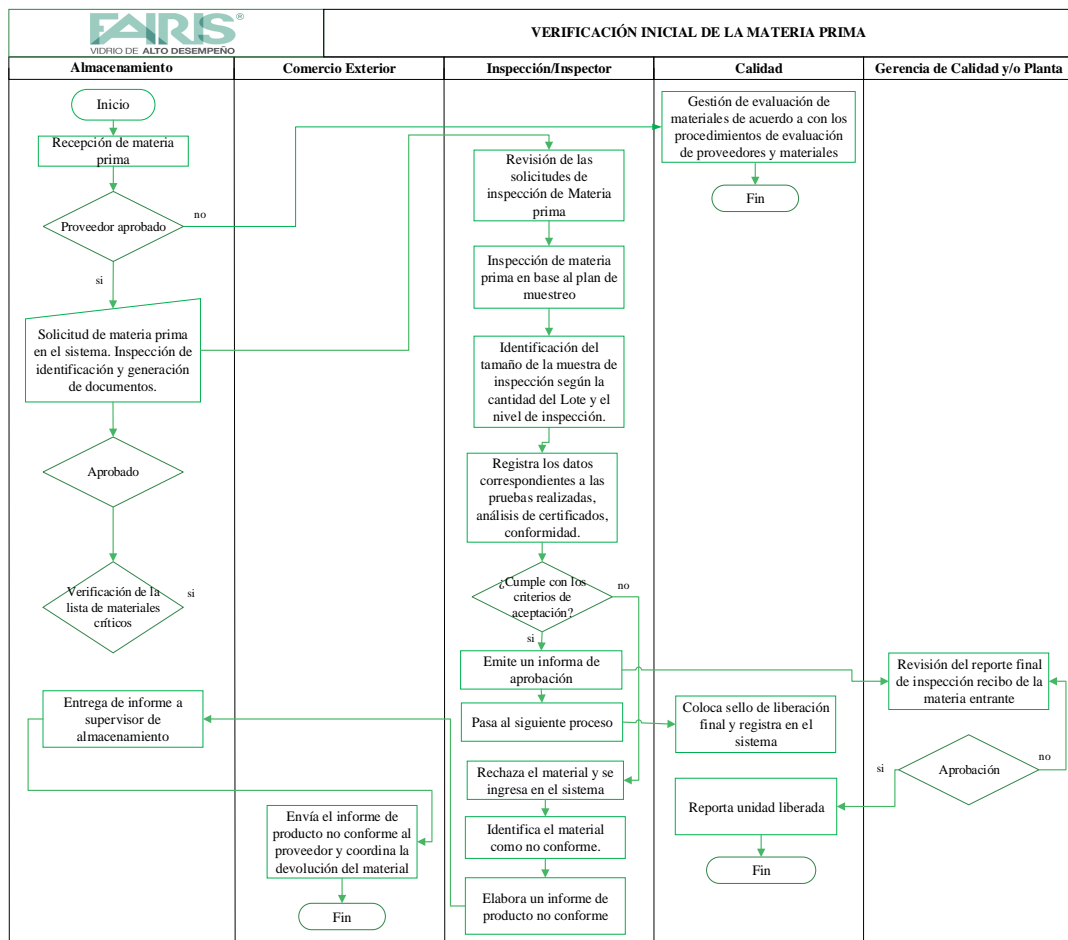 FAIRIS®
VIDRIO DE ALTO DESEMPEÑO
VERIFICACIÓN INICIAL DE LA MATERIA PRIMA
Almacenamiento
Comercio Exterior
Inspección/Inspector
Calidad
Gerencia de Calidad y/o Planta
Inicio
Recepción de materia
prima
Proveedor aprobado
no
si
Solicitud de materia prima
en el sistema. Inspección de
identificación y generación
de documentos.
Aprobado
Verificación de la
lista de materiales
críticos
si
Entrega de informe a
supervisor de
almacenamiento
Envía el informe de
producto no conforme al
proveedor y coordina la
devolución del material
Fin
Revisión de las
solicitudes de
inspección de Materia
prima
Inspección de materia
prima en base al plan de
muestreo
Identificación del
tamaño de la muestra de
inspección según la
cantidad del Lote y el
nivel de inspección.
Registra los datos
correspondientes a las
pruebas realizadas,
análisis de certificados,
conformidad.
¿Cumple con los
criterios de
aceptación?
no
si
Emite un informa de
aprobación
Pasa al siguiente proceso
Rechaza el material y se
ingresa en el sistema
Identifica el material
como no conforme.
Elabora un informe de
producto no conforme
Gestión de evaluación de
materiales de acuerdo a con los
procedimientos de evaluación
de proveedores y materiales
Fin
Coloca sello de liberación
final y registra en el
sistema
Reporta unidad liberada
Fin
Revisión del reporte final
de inspección recibo de la
materia entrante
si
Aprobación
no